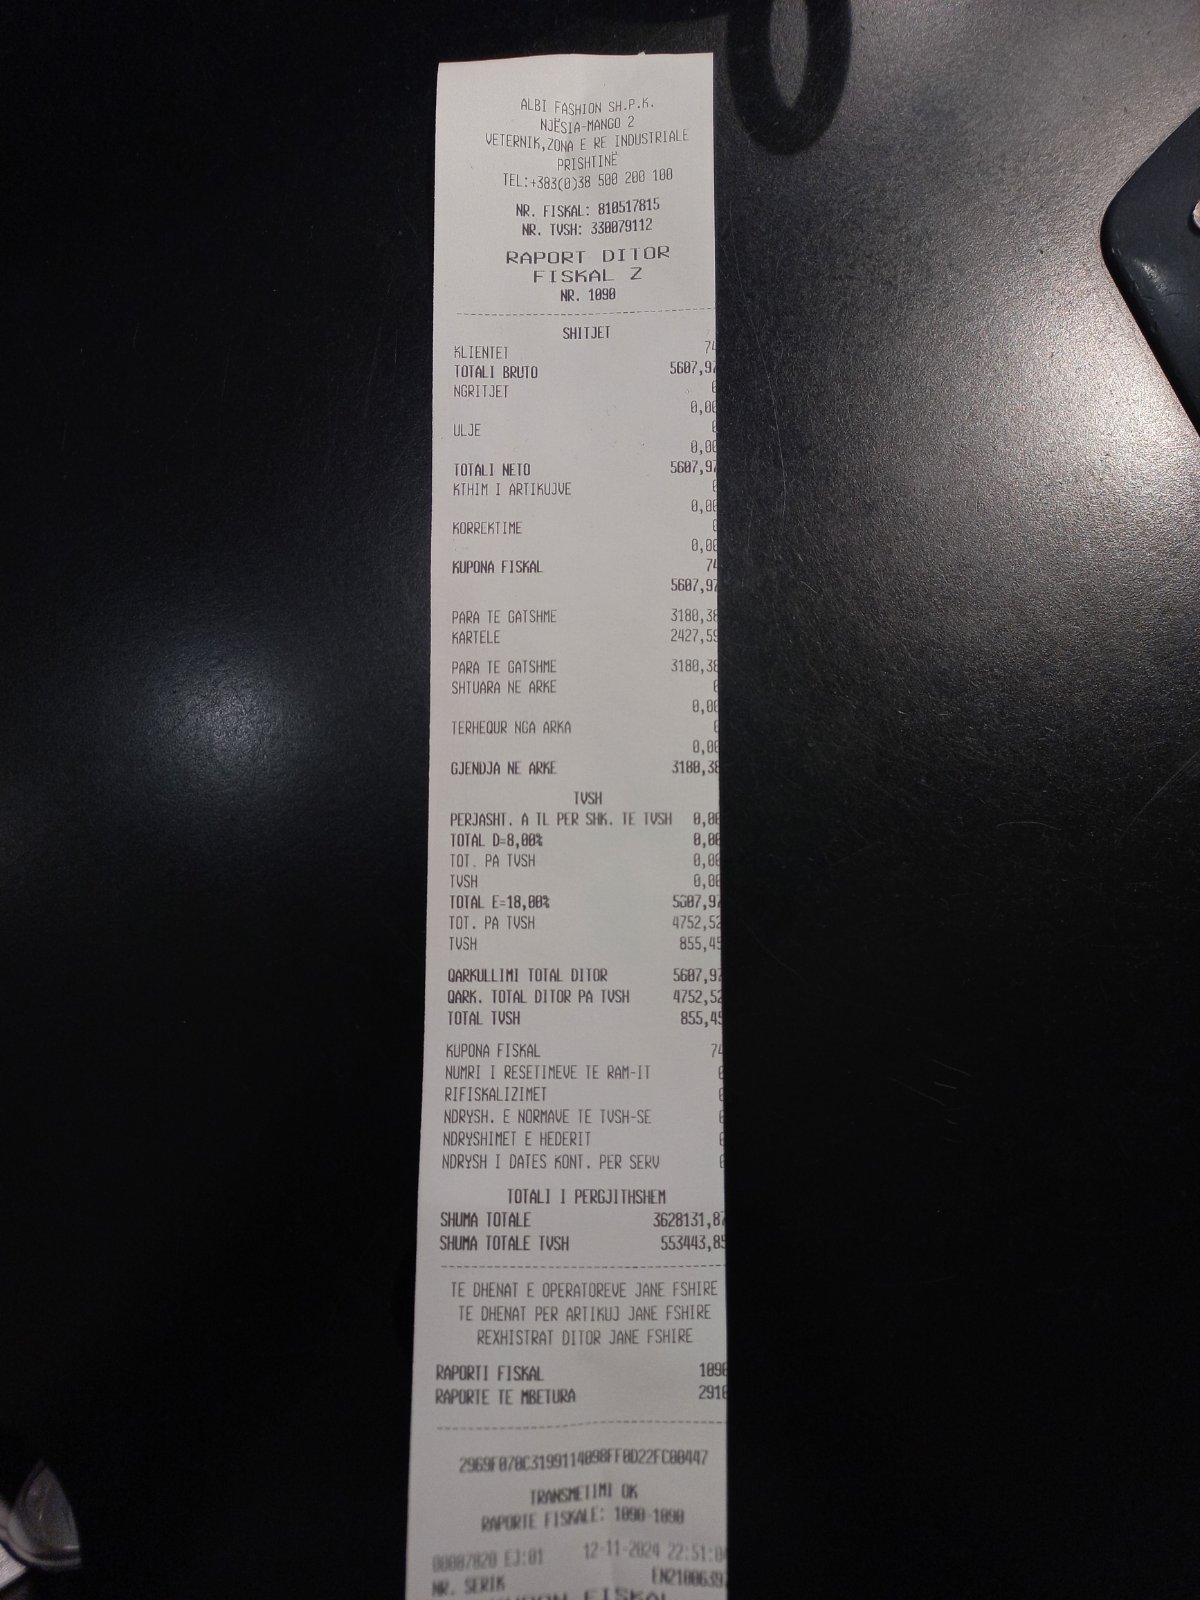 ALBI FASHION SH.P.K.
NJËSIA-MANGO 2
VETERNIK,ZONA E RE INDUSTRIALE
PRISHTINË
TEL:+383(0)38 500 200 100
NR. FISKAL: 810517815
NR. TVSH: 330079112
RAPORT DITOR
FISKAL Z
NR. 1090
SHITJET
KLIENTET 74
TOTALI BRUTO 5607,97
NGRITJET 0
0,00
ULJE 0
0,00
TOTALI NETO 5607,97
KTHIM I ARTIKUJVE 0
0,00
KORREKTIME 0
0,00
KUPONA FISKAL 74
5607,97
PARA TE GATSHME 3180,38
KARTELE 2427,59
PARA TE GATSHME 3180,38
SHTUARA NE ARKE 0
0,00
TERHEQUR NGA ARKA 0
0,00
GJENDJA NE ARKE 3180,38
TVSH
PERJASHT. A TL PER SHK. TE TVSH 0,00
TOTAL D=8,00% 0,00
TOT. PA TVSH 0,00
TVSH 0,00
TOTAL E=18,00% 5607,97
TOT. PA TVSH 4752,52
TVSH 855,45
QARKULLIMI TOTAL DITOR 5607,97
QARK. TOTAL DITOR PA TVSH 4752,52
TOTAL TVSH 855,45
KUPONA FISKAL 74
NUMRI I RESETIMEVE TE RAM-IT 0
RIFISKALIZIMET 0
NDRYSH. E NORMAVE TE TVSH-SE 0
NDRYSHIMET E HEDERIT 0
NDRYSH I DATES KONT. PER SERV 0
TOTALI I PERGJITHSHEM
SHUMA TOTALE 3628131,87
SHUMA TOTALE TVSH 553443,85
TE DHENAT E OPERATOREVE JANE FSHIRE
TE DHENAT PER ARTIKUJ JANE FSHIRE
REXHISTRAT DITOR JANE FSHIRE
RAPORTI FISKAL 1090
RAPORTE TE MBETURA 2910
2969F070C3199114098FF0D22FC00447
TRANSMETIMI OK
RAPORTE FISKALE: 1090-1090
00007820 EJ:01 12-11-2024 22:51:
NR. SERIK EN2100639
KUPON FISKAL